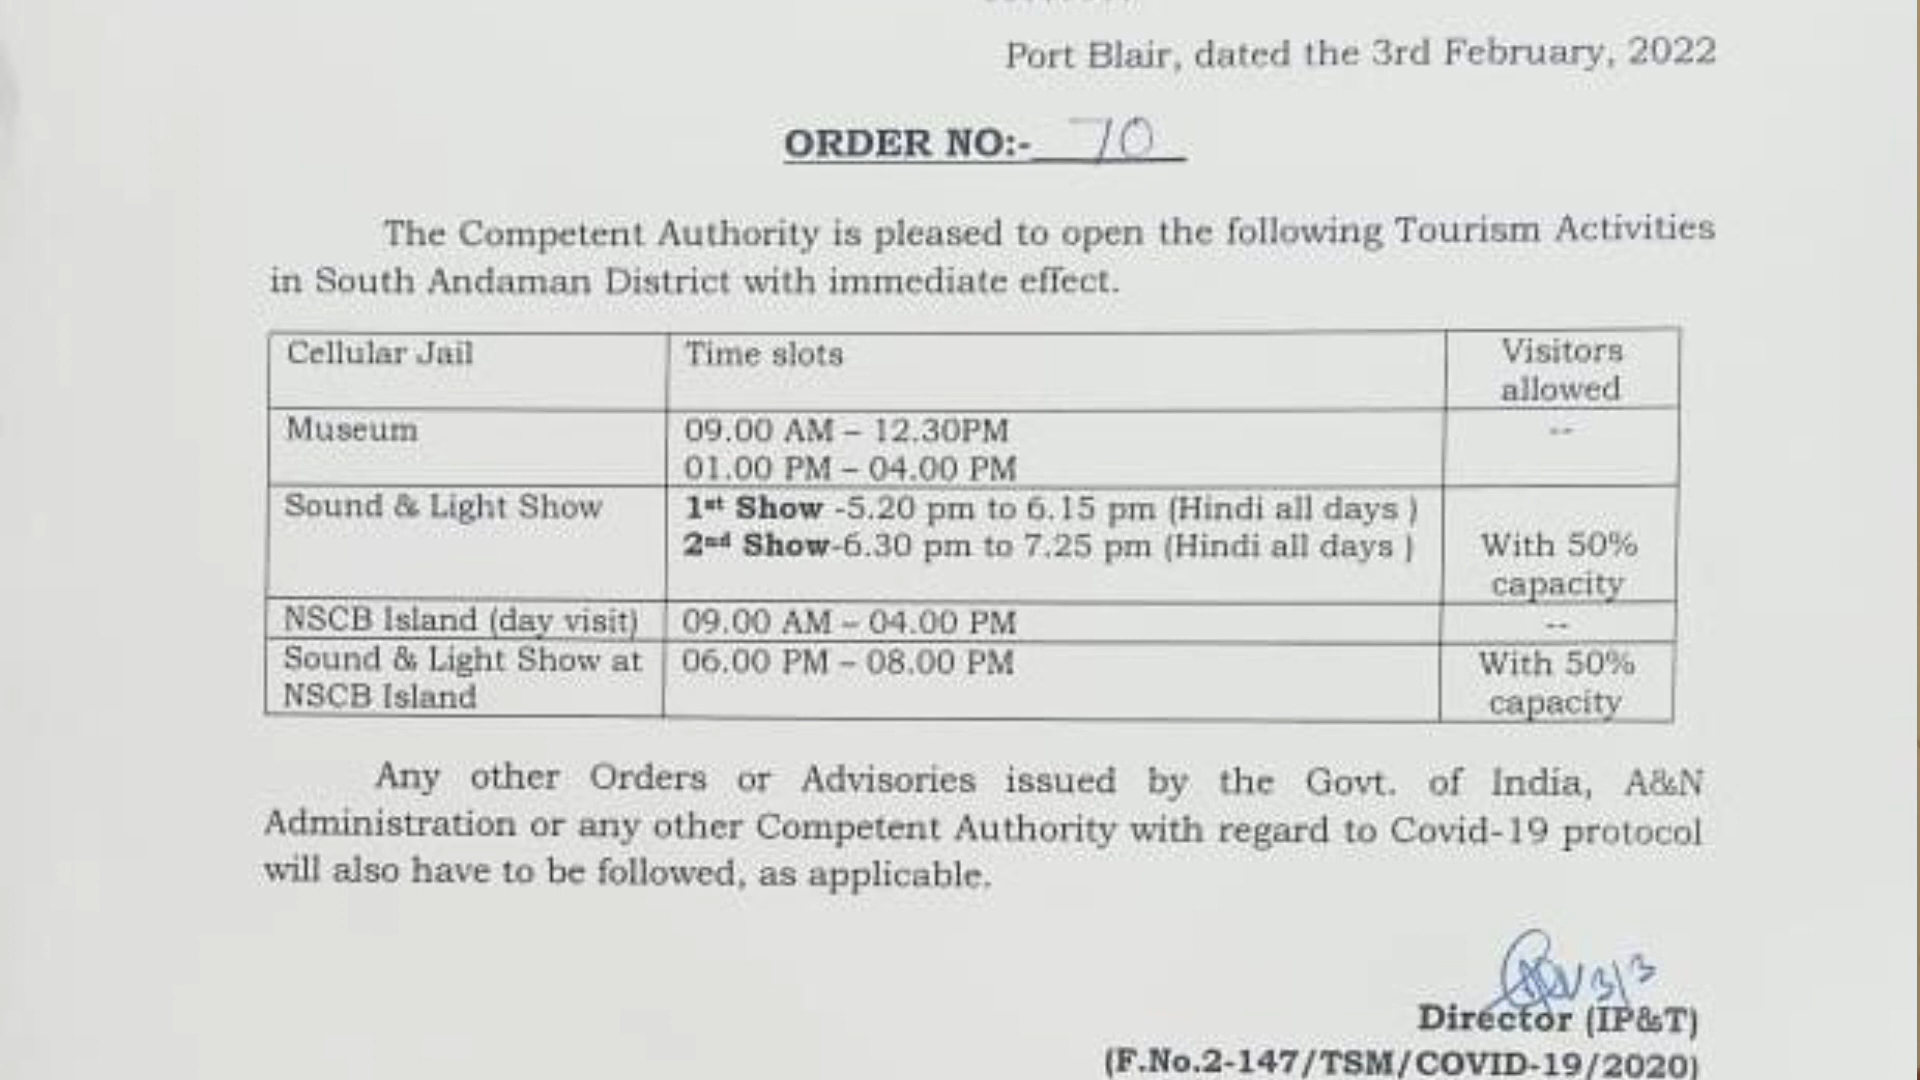 Port Blair, dated the 3rd February, 2022
ORDER NO:- 70
The Competent Authority is pleased to open the following Tourism Activities
in South Andaman District with immediate effect.
Cellular Jail Time slots Visitors
allowed
Museum 09.00 AM – 12.30PM --
01.00 PM – 04.00 PM
Sound & Light Show 1st Show -5.20 pm to 6.15 pm (Hindi all days )
2nd Show-6.30 pm to 7.25 pm (Hindi all days ) With 50%
capacity
NSCB Island (day visit) 09.00 AM – 04.00 PM --
Sound & Light Show at 06.00 PM – 08.00 PM With 50%
NSCB Island capacity
Any other Orders or Advisories issued by the Govt. of India, A&N
Administration or any other Competent Authority with regard to Covid-19 protocol
will also have to be followed, as applicable.
3/3
Director (IP&T)
(F.No.2-147/TSM/COVID-19/2020)